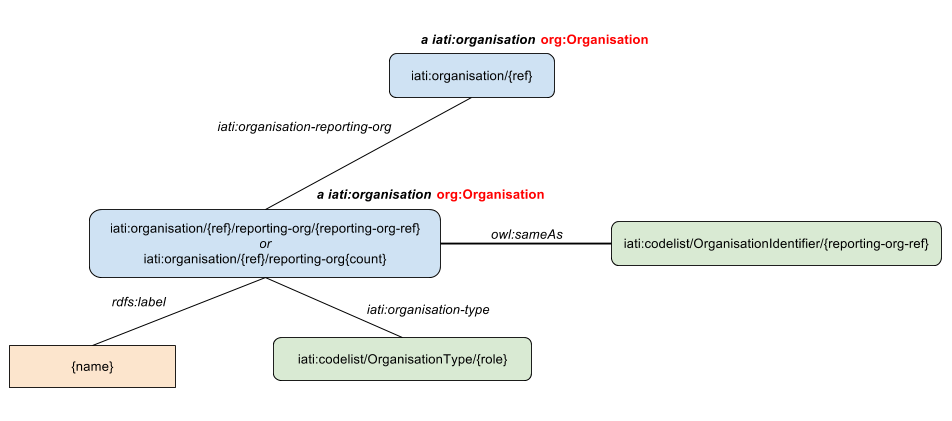 a iati:organisation org:Organisation
iati:organisation/{ref}
iati:organisation-reporting-org
a iati:organisation org:Organisation
iati:organisation/{ref}/reporting-org/{reporting-org-ref}
or
iati:organisation/{ref}/reporting-org{count}
owl:sameAs
iati:codelist/OrganisationIdentifier/{reporting-org-ref}
rdfs:label
iati:organisation-type
{name}
iati:codelist/OrganisationType/{role}